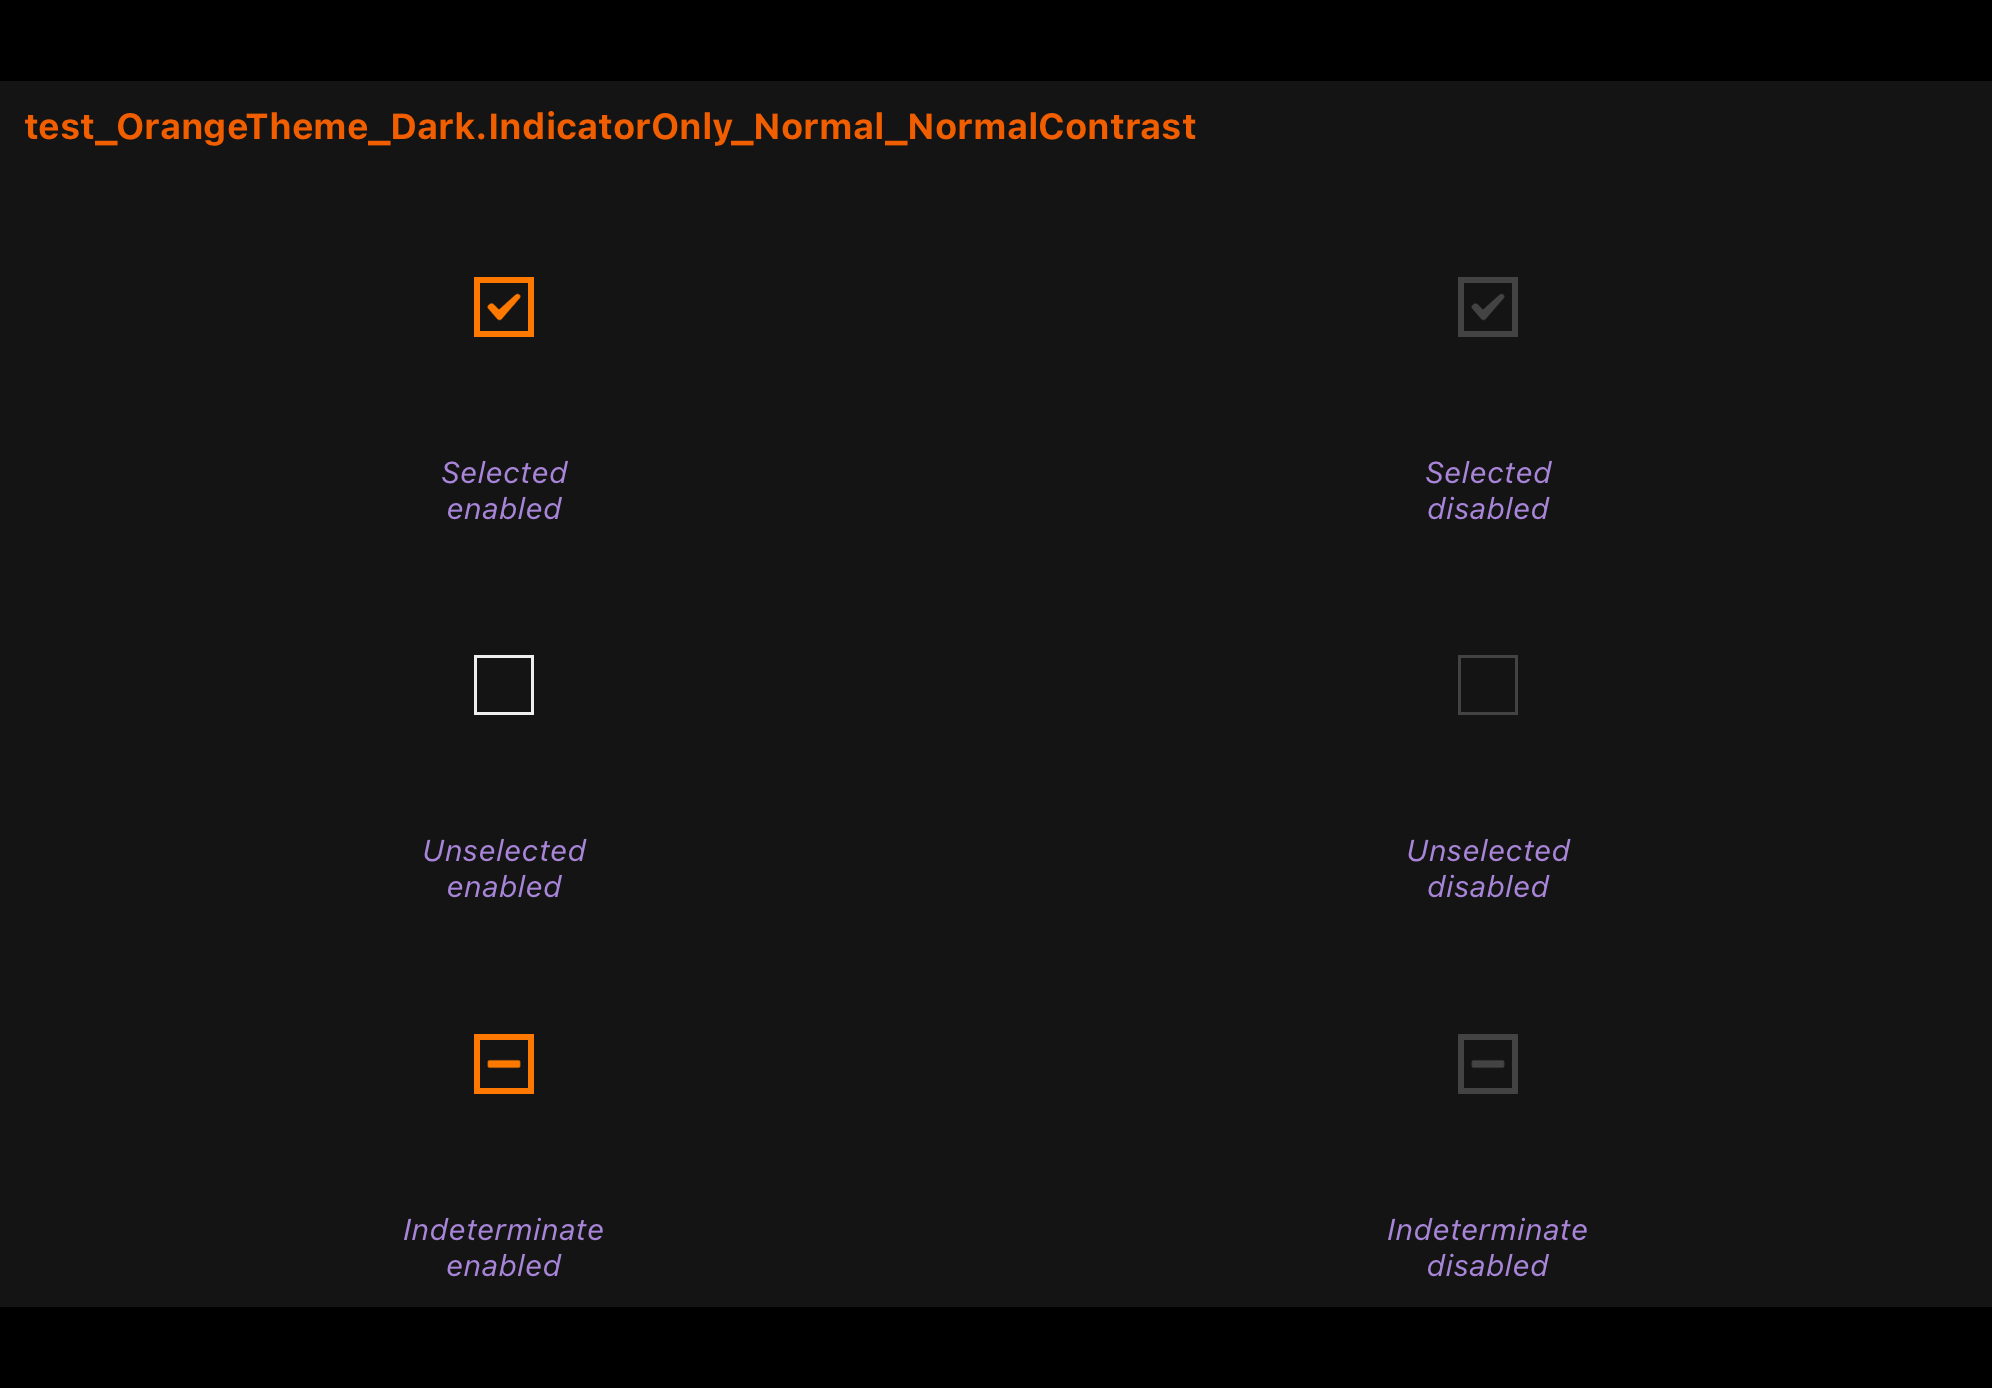 test_OrangeTheme_Dark.IndicatorOnly_Normal_NormalContrast
Selected
enabled
Selected
disabled
Unselected
enabled
Unselected
disabled
Indeterminate
enabled
Indeterminate
disabled